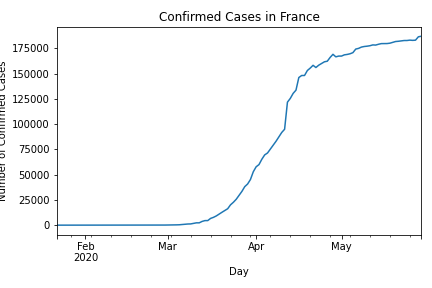 Confirmed Cases in France
Number of Confirmed Cases
175000
150000
125000
100000
75000
50000
25000
0
Feb
2020
Mar
Apr
May
Day